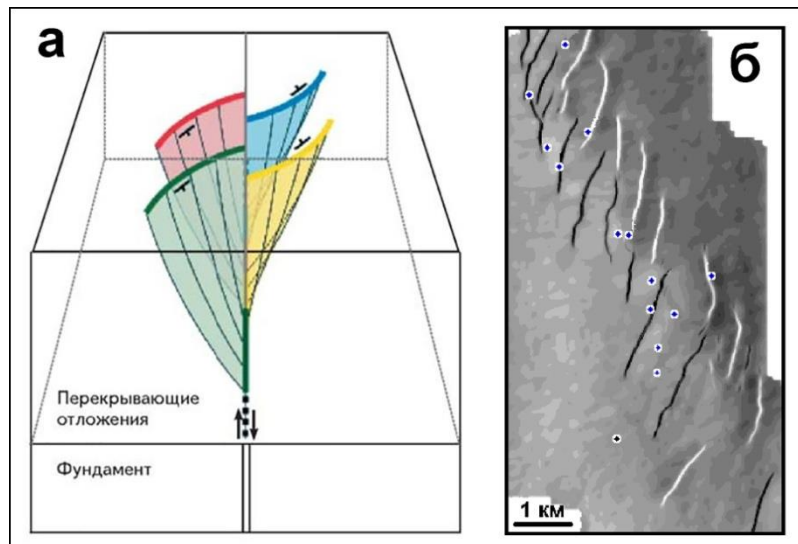 а
Перекрывающие
отложения
Фундамент
б
1 км